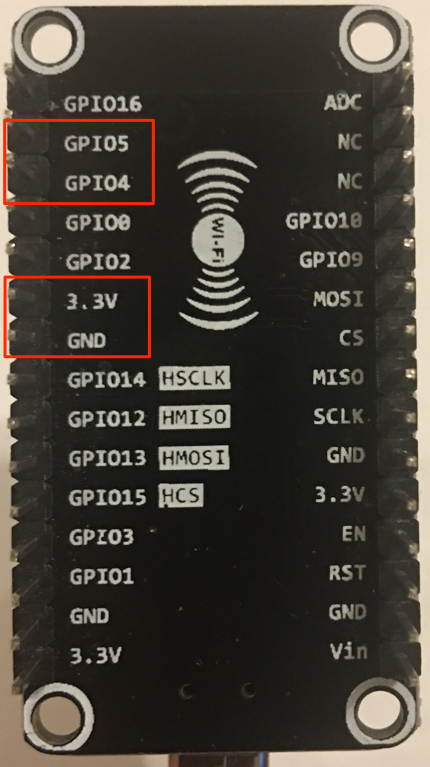 GPIO16 ADC
GPIO5 NC
GPIO4 NC
GPIO0 GPIO10
GPIO2 GPIO9
Wi-Fi
3.3V MOSI
GND CS
GPIO14 HSCLK MISO
GPIO12 HMISO SCLK
GPIO13 HMOSI GND
GPIO15 HCS 3.3V
GPIO3 EN
GPIO1 RST
GND GND
3.3V Vin